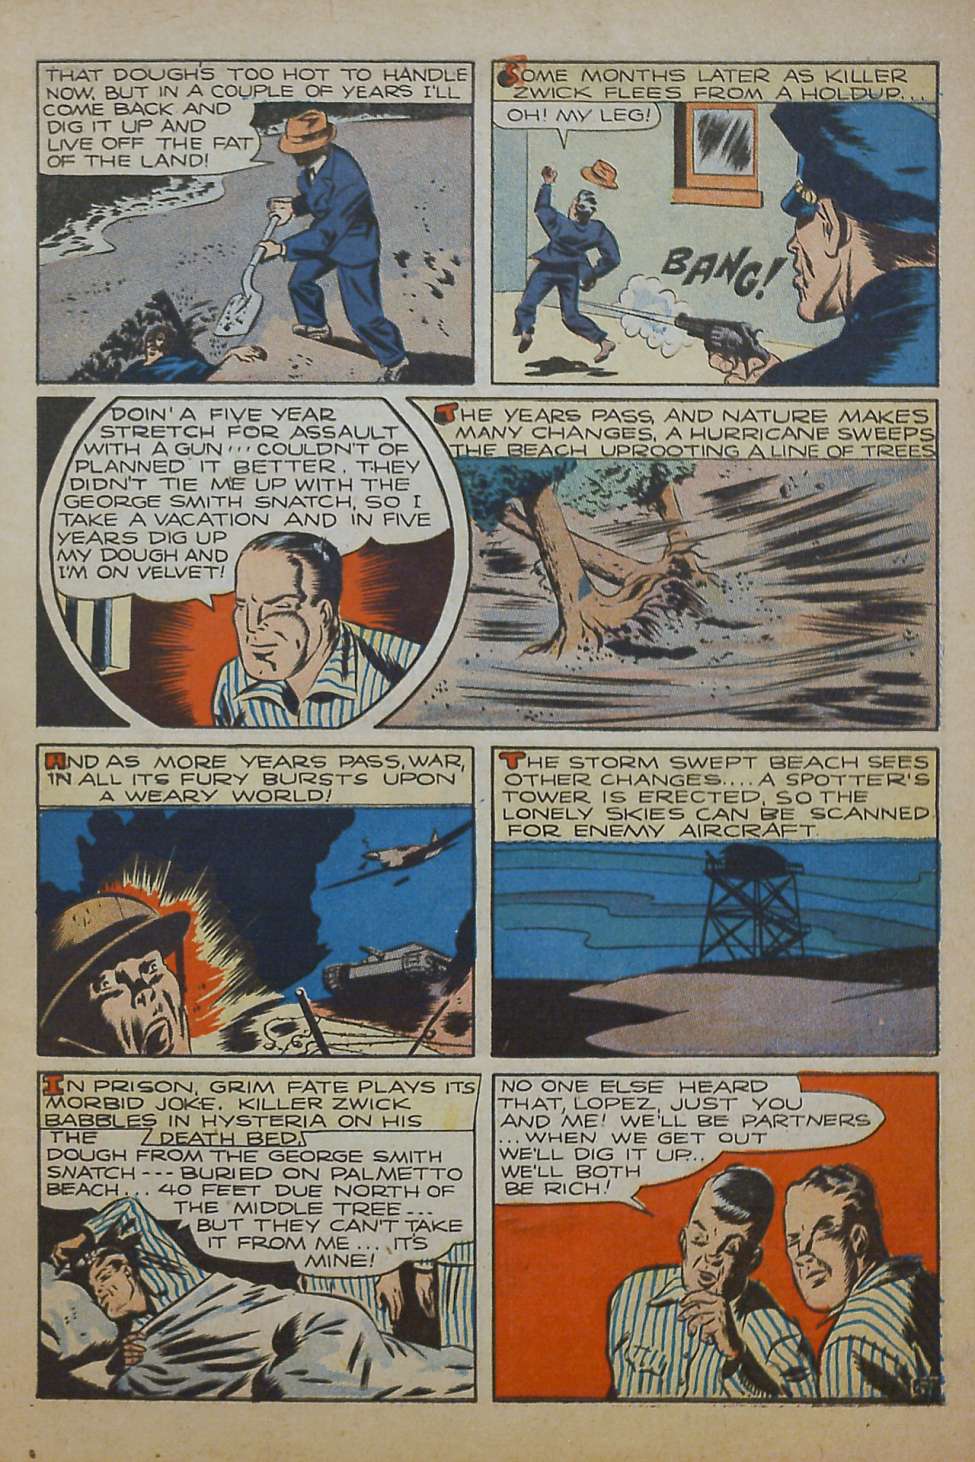 THAT DOUGH'S TOO HOT TO HANDLE
NOW, BUT IN A COUPLE OF YEARS I'LL
COME BACK AND
DIG IT UP AND
LIVE OFF THE FAT
OF THE LAND!
SOME MONTHS LATER AS KILLER
ZWICK FLEES FROM A HOLDUP...
OH! MY LEG!
BANG!
DOIN' A FIVE YEAR
STRETCH FOR ASSAULT
WITH A GUN... COULDN'T OF
PLANNED IT BETTER. THEY
DIDN'T TIE ME UP WITH THE
GEORGE SMITH SNATCH, SO I
TAKE A VACATION AND IN FIVE
YEARS DIG UP
MY DOUGH AND
I'M ON VELVET!
THE YEARS PASS, AND NATURE MAKES
MANY CHANGES, A HURRICANE SWEEPS
THE BEACH UPROOTING A LINE OF TREES
AND AS MORE YEARS PASS, WAR,
IN ALL ITS FURY BURSTS UPON
A WEARY WORLD!
THE STORM SWEPT BEACH SEES
OTHER CHANGES.... A SPOTTER'S
TOWER IS ERECTED, SO THE
LONELY SKIES CAN BE SCANNED
FOR ENEMY AIRCRAFT.
IN PRISON, GRIM FATE PLAYS ITS
MORBID JOKE. KILLER ZWICK
BABBLES IN HYSTERIA ON HIS
DEATH BED.
THE
DOUGH FROM THE GEORGE SMITH
SNATCH --- BURIED ON PALMETTO
BEACH... 40 FEET DUE NORTH OF
THE MIDDLE TREE---
BUT THEY CAN'T TAKE
IT FROM ME... IT'S
MINE!
NO ONE ELSE HEARD
THAT, LOPEZ, JUST YOU
AND ME! WE'LL BE PARTNERS
...WHEN WE GET OUT
WE'LL DIG IT UP...
WE'LL BOTH
BE RICH!